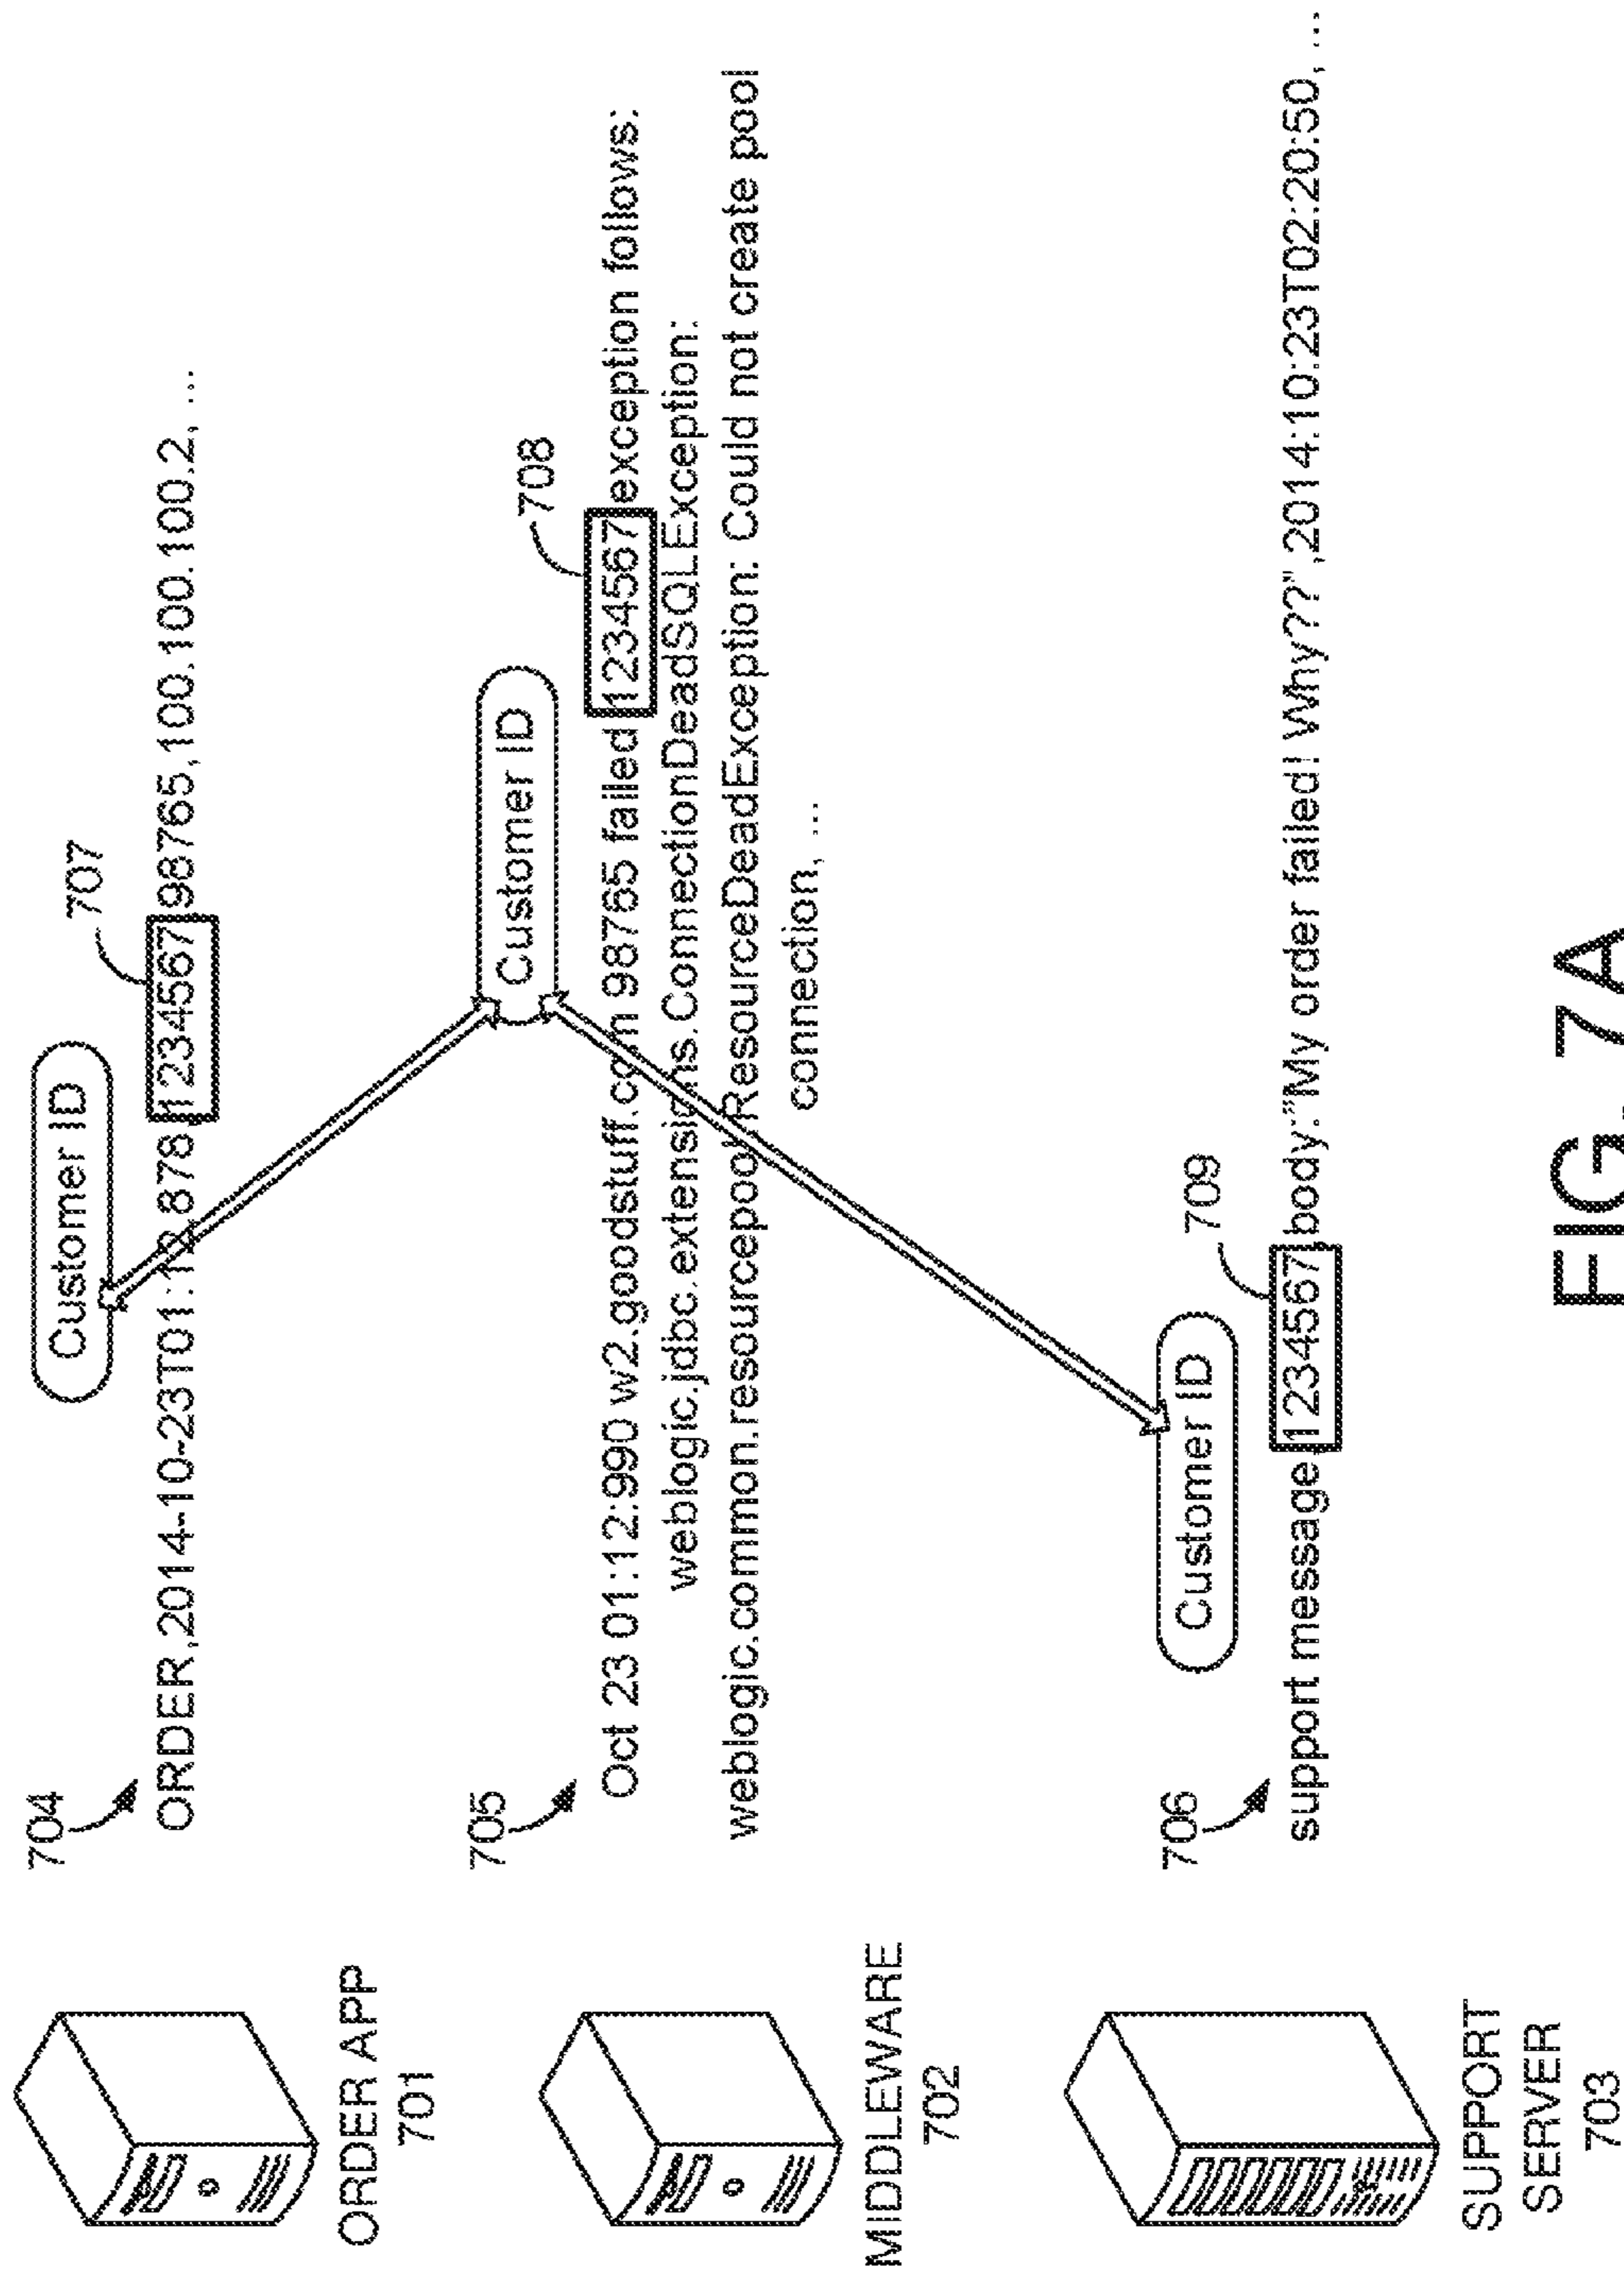 704
Customer ID
707
ORDER,2014-10-23T01:12.878,1234567,98765,100.100.100.2, ...
ORDER APP
701
705
Customer ID
708
Oct 23 01:12:990 w2.goodstuff.com 98765 failed 1234567 exception follows:
weblogic.jdbc.extensions.ConnectionDeadSQLException:
weblogic.common.resourcepool.ResourceDeadException: Could not create pool
connection, ...
MIDDLEWARE
702
706
Customer ID
709
support message,1234567,body:"My order failed! Why??",2014:10:23T02:20:50, ...
SUPPORT
SERVER
703
FIG. 7A